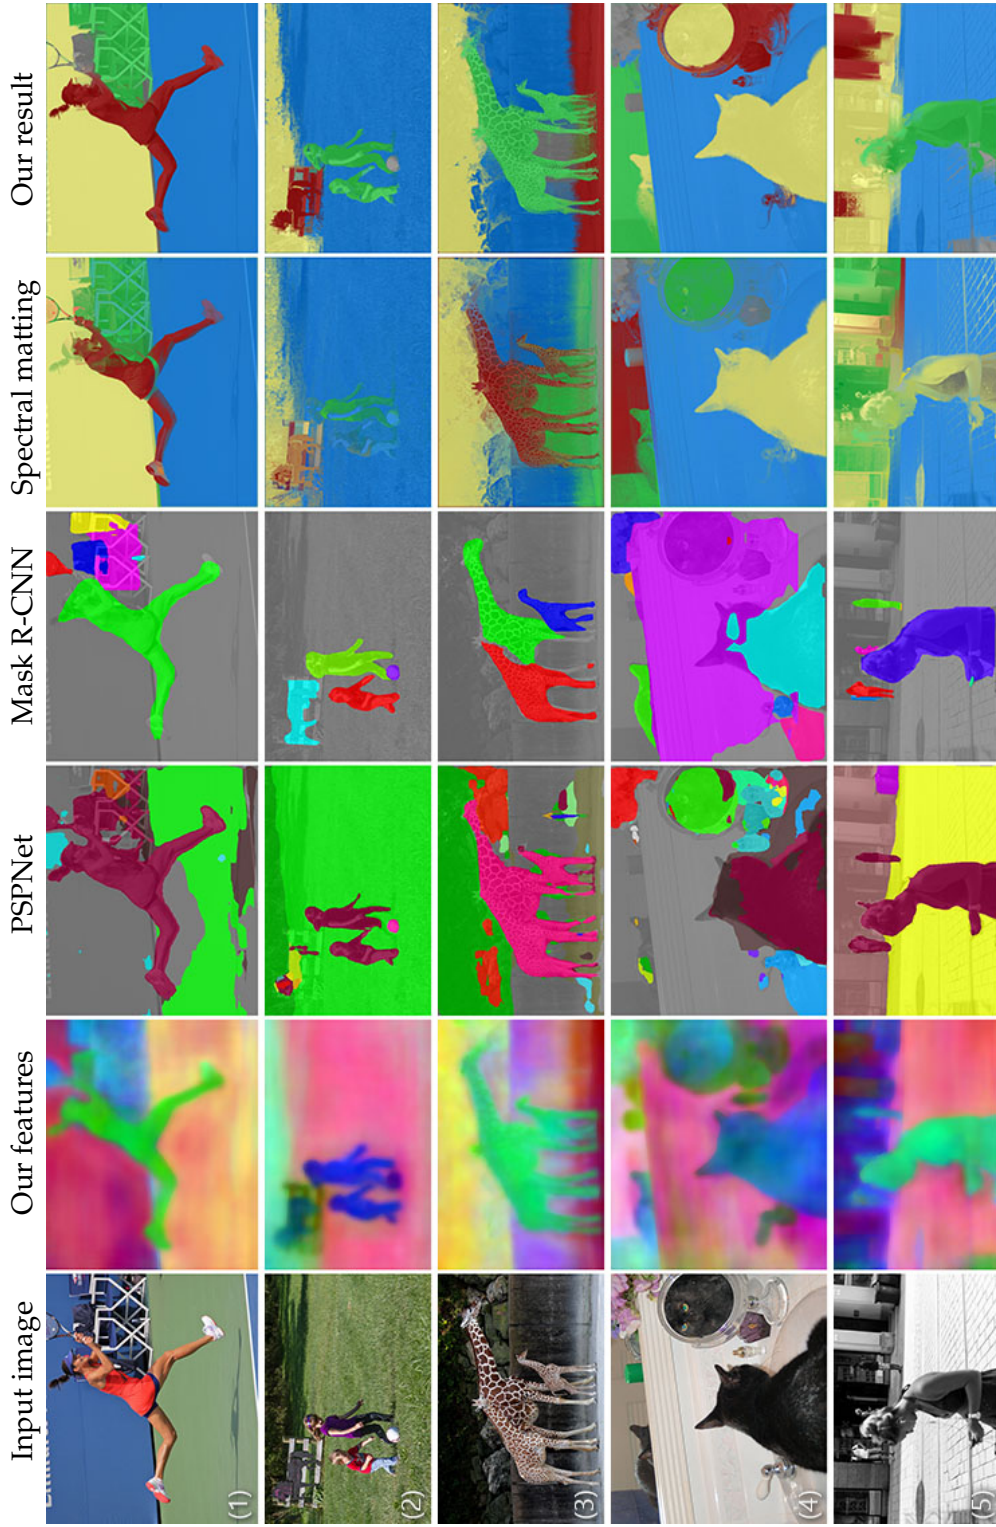 Input image
Our features
PSPNet
Mask R-CNN
Spectral matting
Our result
(1)
(2)
(3)
(4)
(5)